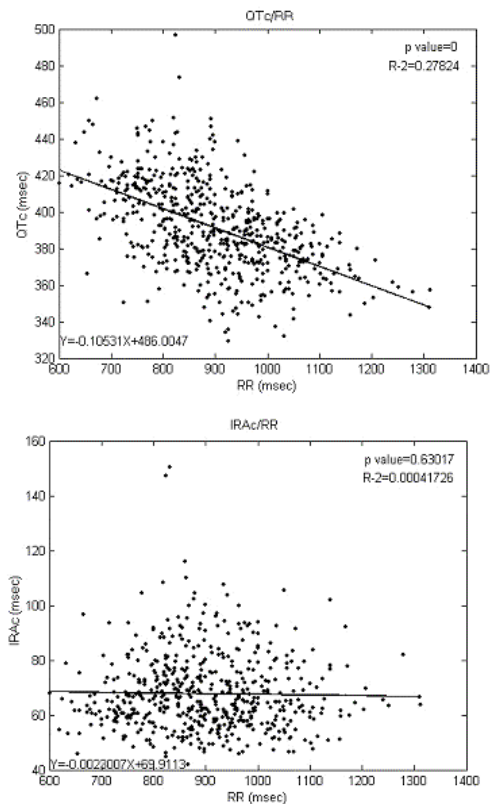 QTc/RR
500
480
460
440
420
400
380
360
340
320
QTc (msec)
p value=0
R-2=0.27824
Y=-0.10531X+486.0047
600 700 800 900 1000 1100 1200 1300 1400
RR (msec)
IRAc/RR
160
140
120
100
80
60
40
IRAc (msec)
p value=0.63017
R-2=0.00041726
Y=-0.0022007X+69.9113
600 700 800 900 1000 1100 1200 1300 1400
RR (msec)